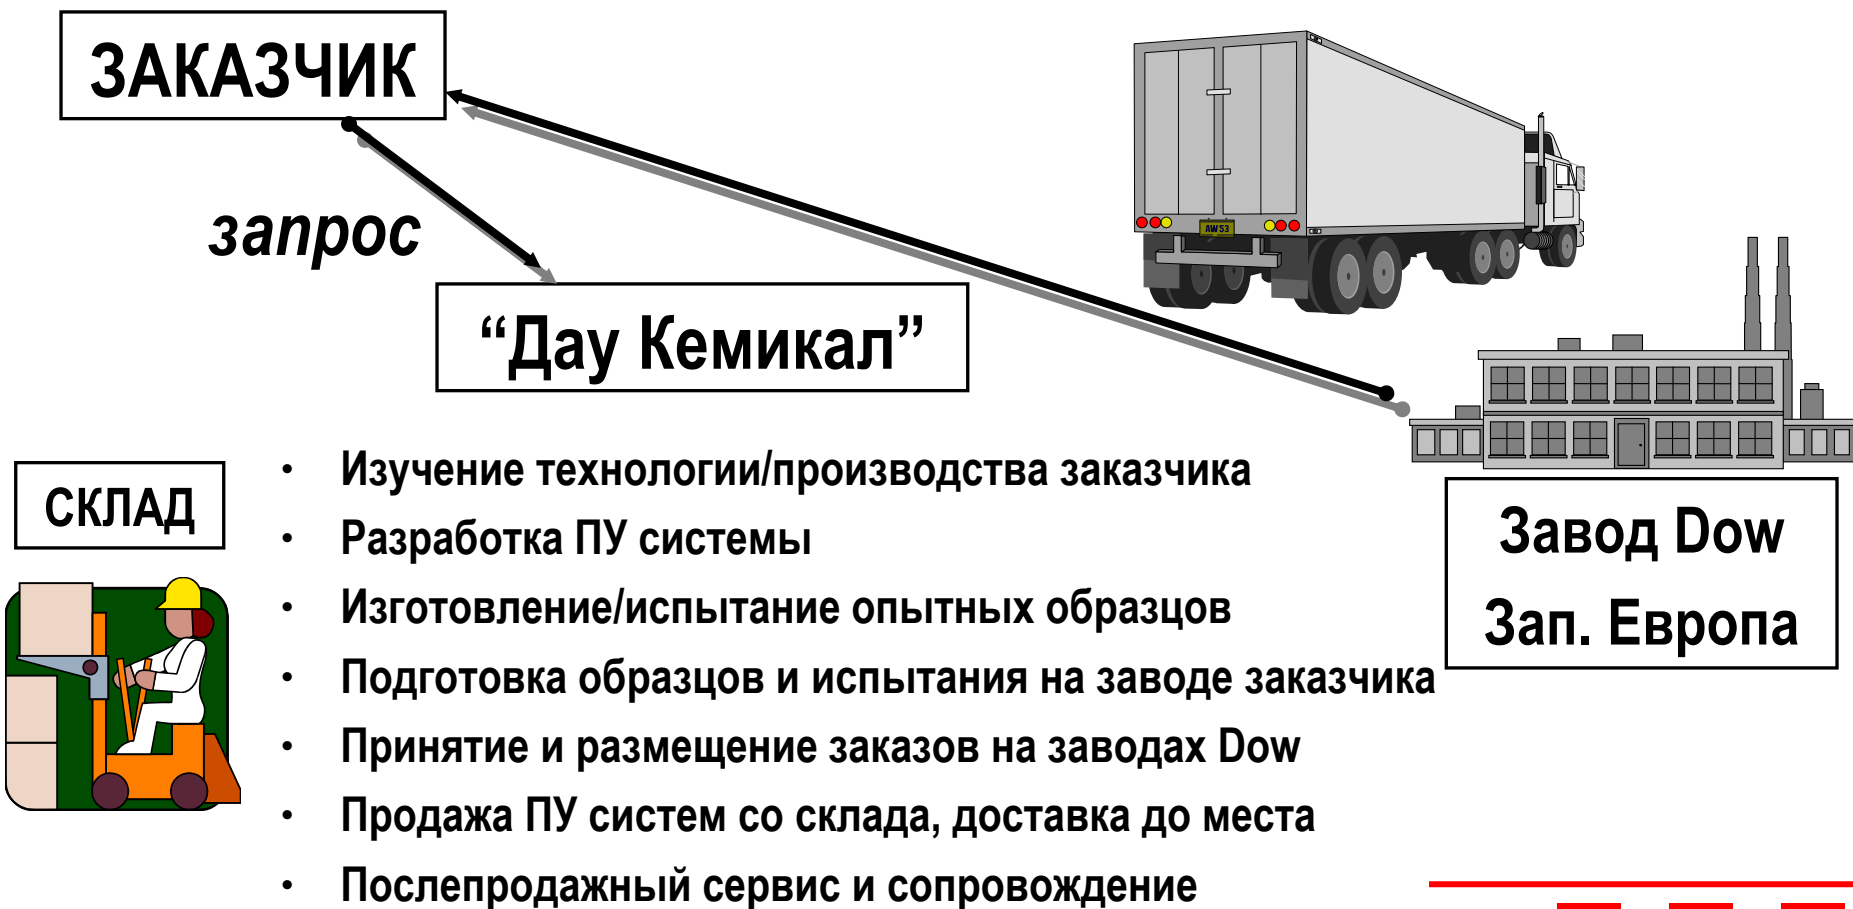 ЗАКАЗЧИК
запрос
“Дау Кемикал”
AW53
СКЛАД
• Изучение технологии/производства заказчика
• Разработка ПУ системы
• Изготовление/испытание опытных образцов
• Подготовка образцов и испытания на заводе заказчика
• Принятие и размещение заказов на заводах Dow
• Продажа ПУ систем со склада, доставка до места
• Послепродажный сервис и сопровождение
Завод Dow
Зап. Европа